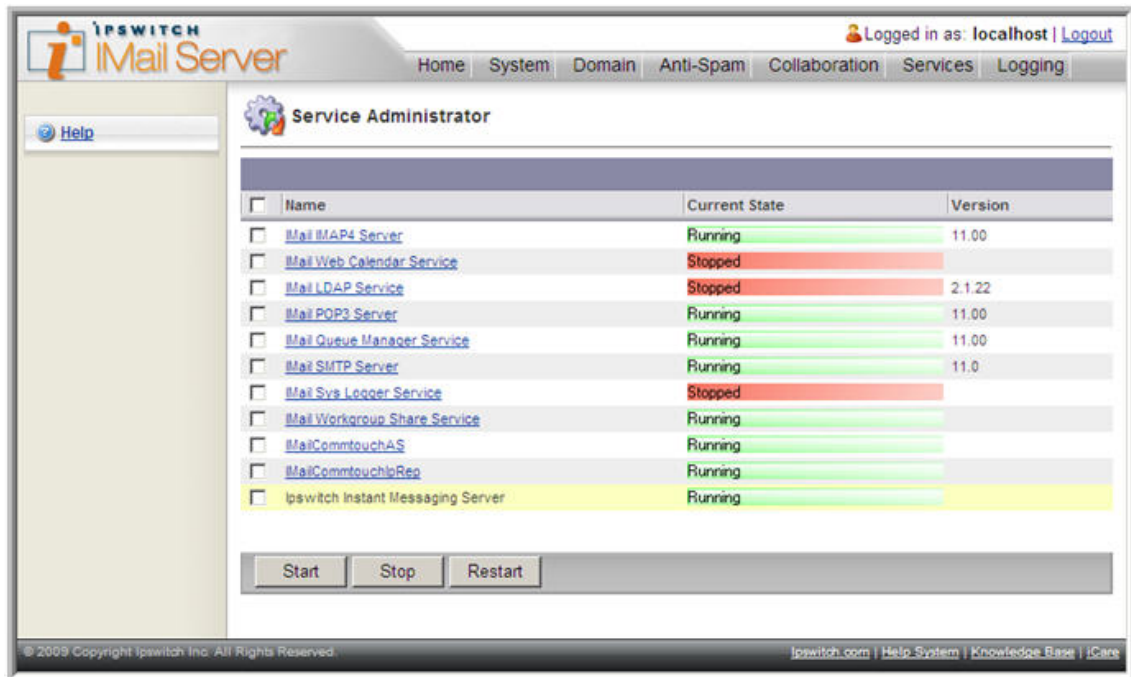 IPSWITCH
IMail Server
Logged in as: localhost | Logout
Home System Domain Anti-Spam Collaboration Services Logging
Help
Service Administrator
Name Current State Version
IMail IMAP4 Server Running 11.00
IMail Web Calendar Service Stopped
IMail LDAP Service Stopped 2.1.22
IMail POP3 Server Running 11.00
IMail Queue Manager Service Running 11.00
IMail SMTP Server Running 11.0
IMail Sys Logger Service Stopped
IMail Workgroup Share Service Running
IMailCommtouchAS Running
IMailCommtouchIpRep Running
Ipswitch Instant Messaging Server Running
Start Stop Restart
© 2009 Copyright Ipswitch Inc. All Rights Reserved. Ipswitch.com | Help System | Knowledge Base | iCare